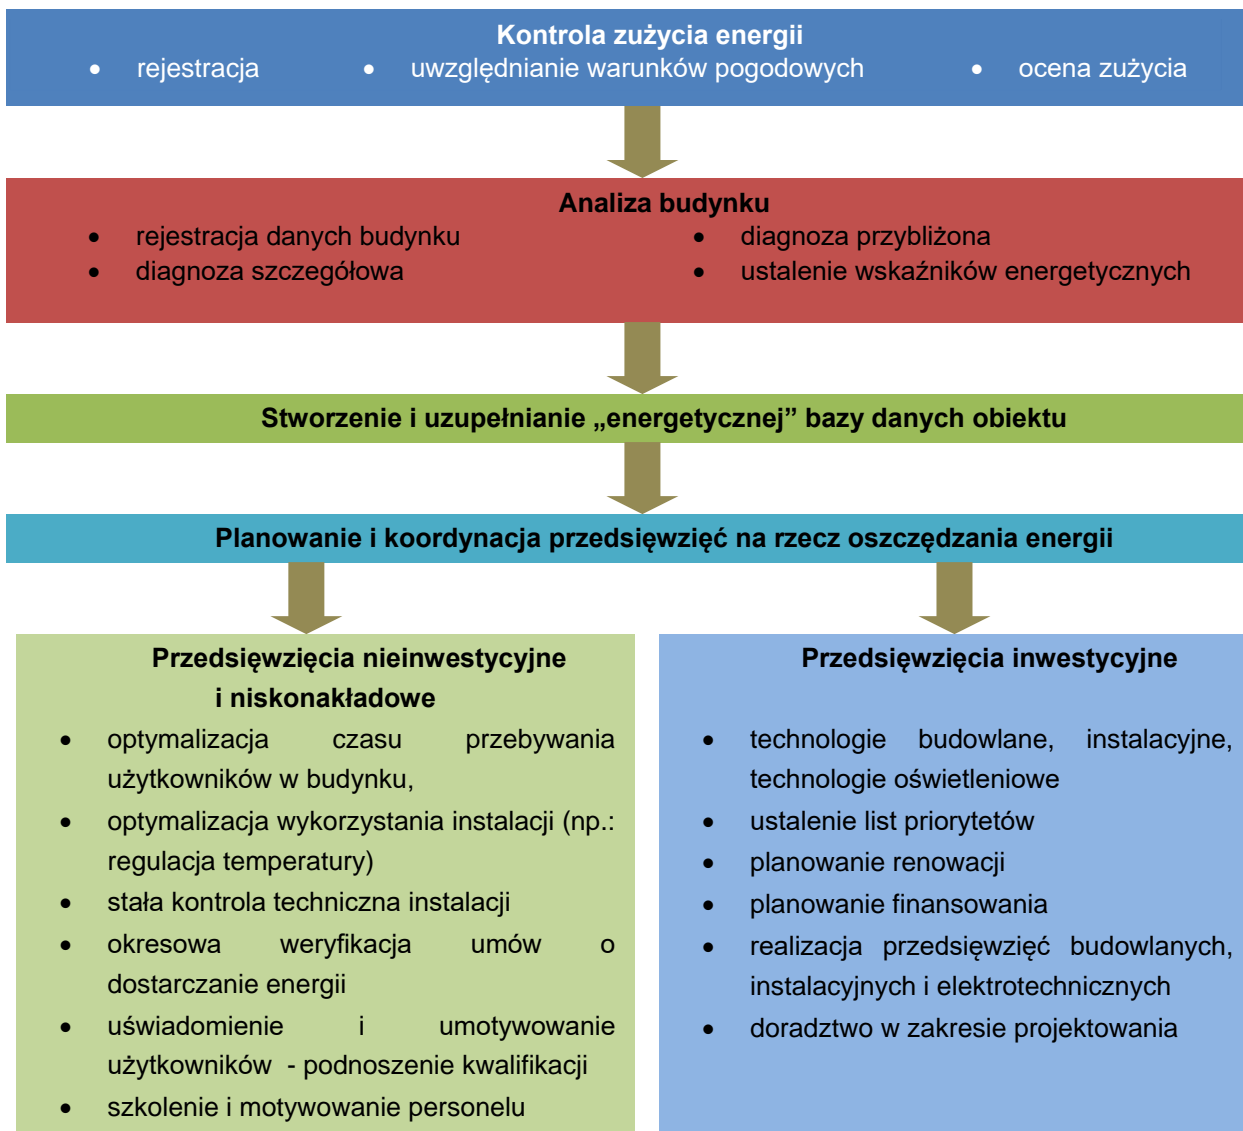 Kontrola zużycia energii
• rejestracja • uwzględnianie warunków pogodowych • ocena zużycia
Analiza budynku
• rejestracja danych budynku • diagnoza przybliżona
• diagnoza szczegółowa • ustalenie wskaźników energetycznych
Stworzenie i uzupełnianie „energetycznej” bazy danych obiektu
Planowanie i koordynacja przedsięwzięć na rzecz oszczędzania energii
Przedsięwzięcia nieinwestycyjne
i niskonakładowe
• optymalizacja czasu przebywania
użytkowników w budynku,
• optymalizacja wykorzystania instalacji (np.:
regulacja temperatury)
• stała kontrola techniczna instalacji
• okresowa weryfikacja umów o
dostarczanie energii
• uświadomienie i umotywowanie
użytkowników - podnoszenie kwalifikacji
• szkolenie i motywowanie personelu
Przedsięwzięcia inwestycyjne
• technologie budowlane, instalacyjne,
technologie oświetleniowe
• ustalenie list priorytetów
• planowanie renowacji
• planowanie finansowania
• realizacja przedsięwzięć budowlanych,
instalacyjnych i elektrotechnicznych
• doradztwo w zakresie projektowania